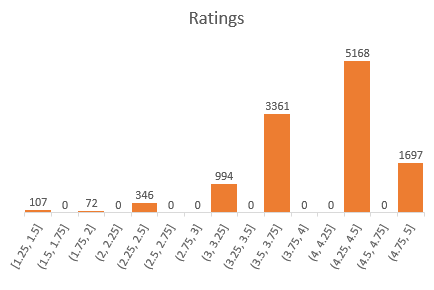 Ratings
5168
3361
1697
994
346
107 0 72 0 0 0 0 0 0 0
[1.25, 1.5] (1.5, 1.75] (1.75, 2] (2, 2.25] (2.25, 2.5] (2.5, 2.75] (2.75, 3] (3, 3.25] (3.25, 3.5] (3.5, 3.75] (3.75, 4] (4, 4.25] (4.25, 4.5] (4.5, 4.75] (4.75, 5]